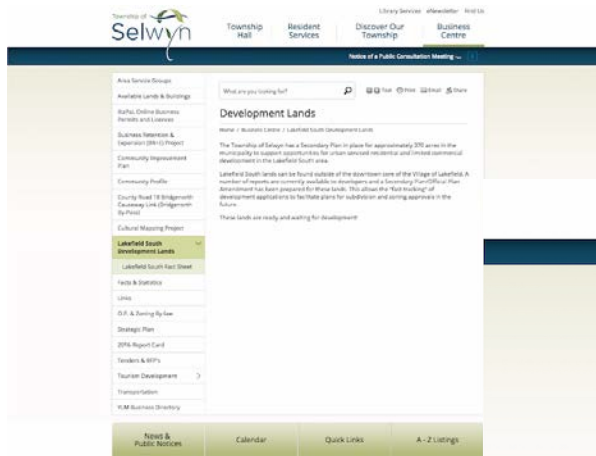 Township of
Selwyn
Library Services eNewsletter Find Us
Township Hall
Resident Services
Discover Our Township
Business Centre
Notice of a Public Consultation Meeting
Area Service Groups
Available Lands & Buildings
BizPaL Online Business
Permits and Licences
Business Retention &
Expansion (BR+E) Project
Community Improvement
Plan
Community Profile
County Road 18 Bridgenorth
Causeway Link (Bridgenorth
By-Pass)
Cultural Mapping Project
Lakefield South
Development Lands
Lakefield South Fact Sheet
Facts & Statistics
Links
O.P. & Zoning By-law
Strategic Plan
Report Card
Tenders & RFP's
Tourism Development
Transportation
YUM Business Directory
What are you looking for?
Text Print Email Share
Development Lands
Home / Business Centre / Lakefield South Development Lands
The Township of Selwyn has a Secondary Plan in place for approximately 370 acres in the
municipality to support opportunities for urban serviced residential and limited commercial
development in the Lakefield South area.
Lakefield South lands can be found outside of the downtown core of the Village of Lakefield. A
number of reports are currently available to developers and a Secondary Plan/Official Plan
Amendment has been prepared for these lands. This allows the "fast tracking" of
development applications to facilitate plans for subdivision and zoning approvals in the
future.
These lands are ready and waiting for development!
News &
Public Notices
Calendar
Quick Links
A - Z Listings